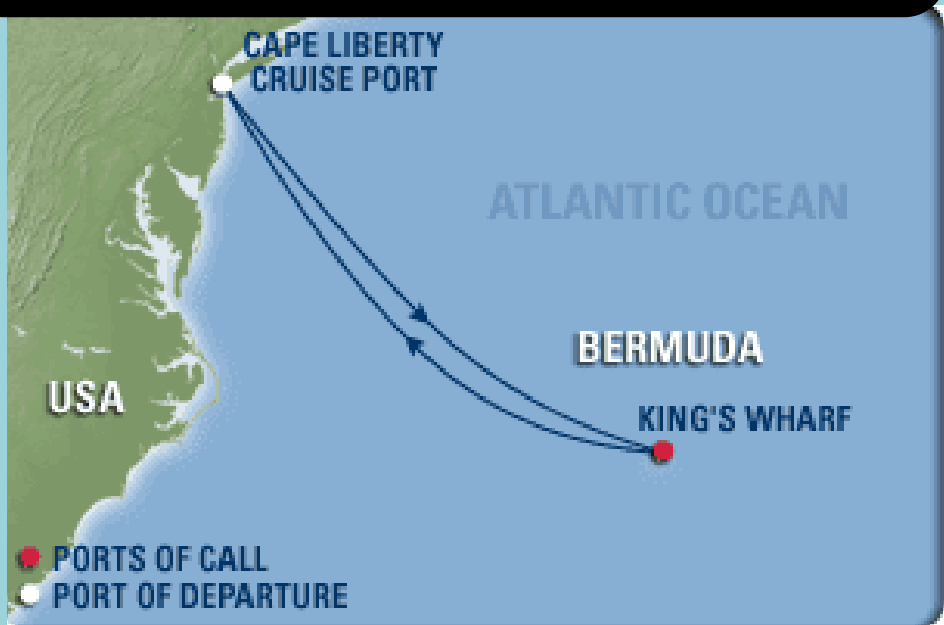 CAPE LIBERTY
CRUISE PORT
ATLANTIC OCEAN
BERMUDA
KING'S WHARF
USA
PORTS OF CALL
PORT OF DEPARTURE